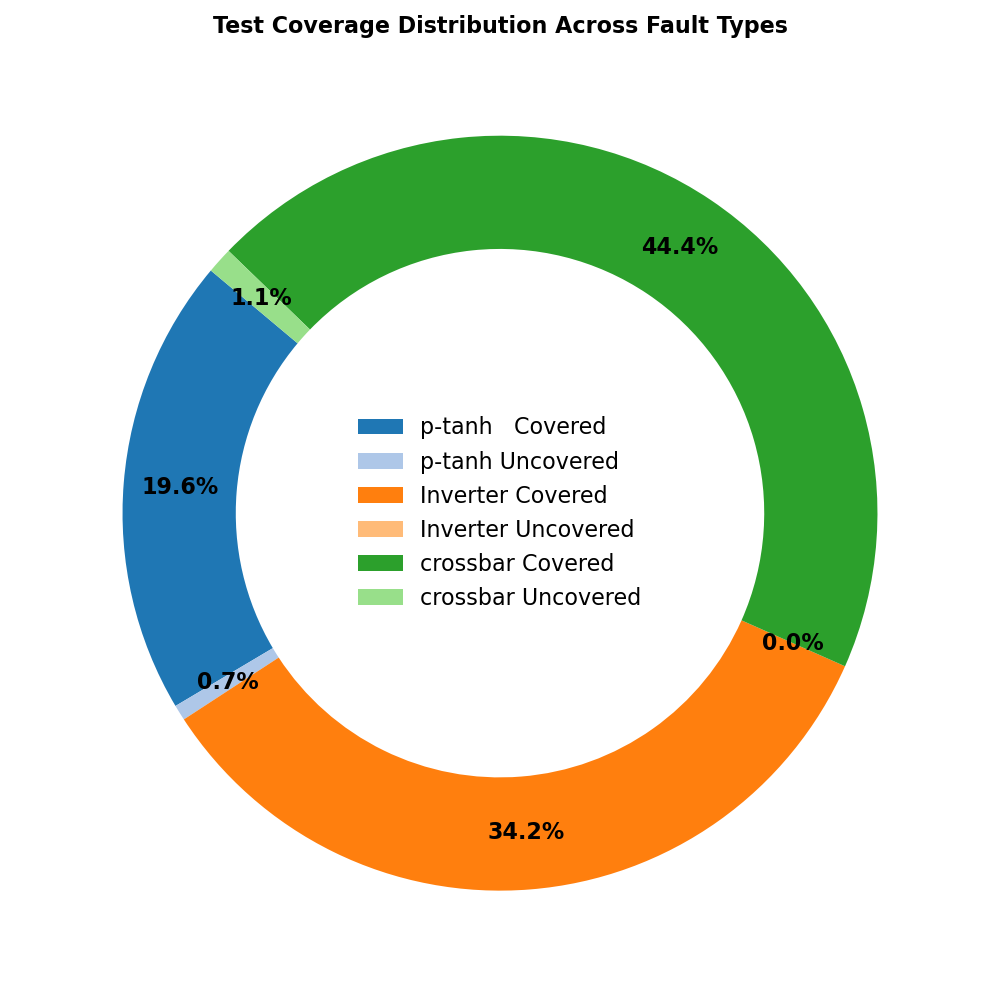 Test Coverage Distribution Across Fault Types
44.4%
1.1%
19.6%
p-tanh   Covered
p-tanh Uncovered
Inverter Covered
Inverter Uncovered
crossbar Covered
crossbar Uncovered
0.0%
0.7%
34.2%